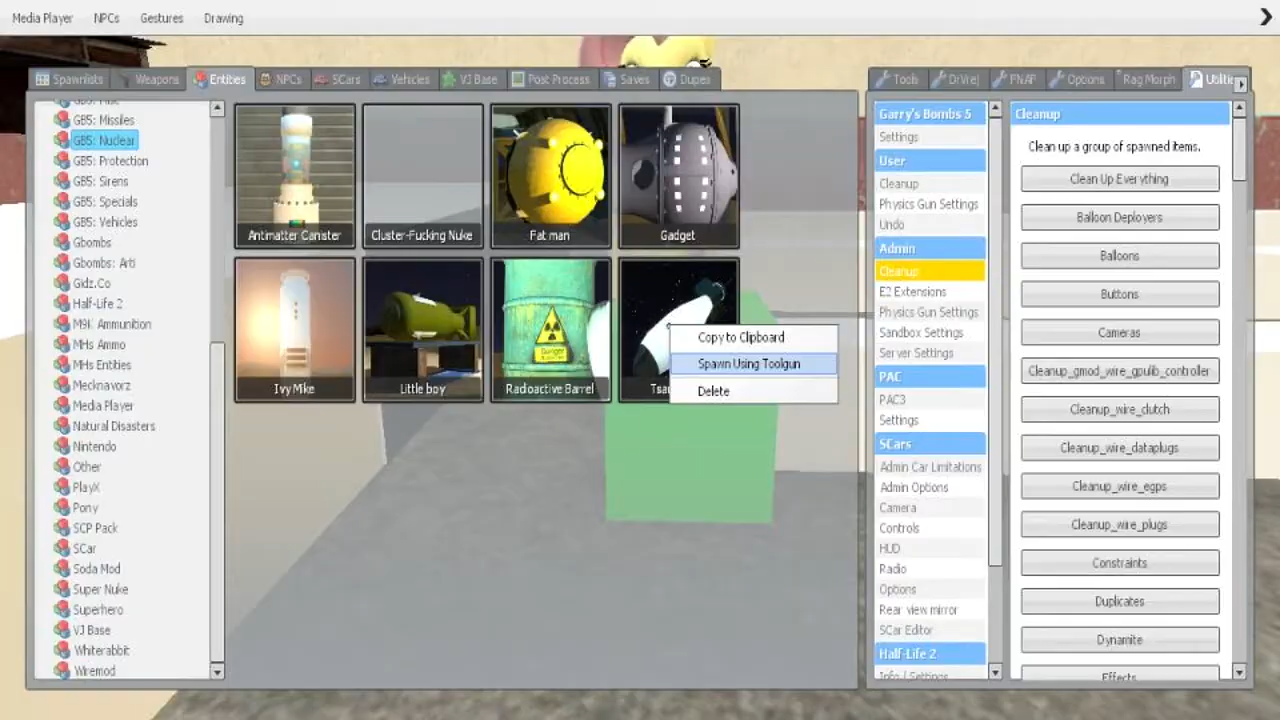 Media Player NPCs Gestures Drawing
Spawnlists Weapons Entities NPCs SCars Vehicles VJ Base Post Process Saves Dupes
GB5: Missiles
GB5: Nuclear
GB5: Protection
GB5: Sirens
GB5: Specials
GB5: Vehicles
Gbombs
Gbombs: Arti
Gidz.Co
Half-Life 2
M9K Ammunition
MHs Ammo
MHs Entities
Mecknavorz
Media Player
Natural Disasters
Nintendo
Other
PlayX
Pony
SCP Pack
SCar
Soda Mod
Super Nuke
Superhero
VJ Base
Whiterabbit
Wiremod
Antimatter Canister
Cluster-Fucking Nuke
Fat man
Gadget
Ivy Mike
Little boy
Danger
Radioactive Barrel
Copy to Clipboard
Spawn Using Toolgun
Delete
Options Rag Morph
Garry's Bombs 5
Settings
User
Cleanup
Physics Gun Settings
Undo
Admin
Cleanup
E2 Extensions
Physics Gun Settings
Sandbox Settings
Server Settings
PAC
PAC3
Settings
SCars
Admin Car Limitations
Admin Options
Camera
Controls
HUD
Radio
Options
Rear view mirror
SCar Editor
Half-Life 2
Info / Settings
Cleanup
Clean up a group of spawned items.
Clean Up Everything
Balloon Deployers
Balloons
Buttons
Cameras
Cleanup_gmod_wire_gpulib_controller
Cleanup_wire_clutch
Cleanup_wire_dataplugs
Cleanup_wire_egps
Cleanup_wire_plugs
Constraints
Duplicates
Dynamite
Effects